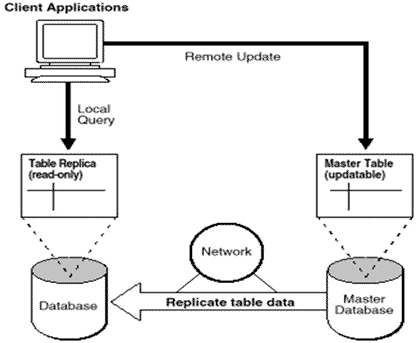 Client Applications
Remote Update
Local
Query
Table Replica
(read-only)
Master Table
(updatable)
Network
Database
Replicate table data
Master
Database